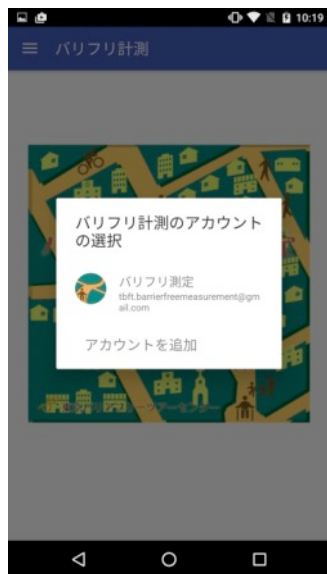 10:19
バリフリ計測
バリフリ計測のアカウント
の選択
バリフリ測定
tbft.barrierfreemeasurement@gm
ail.com
アカウントを追加